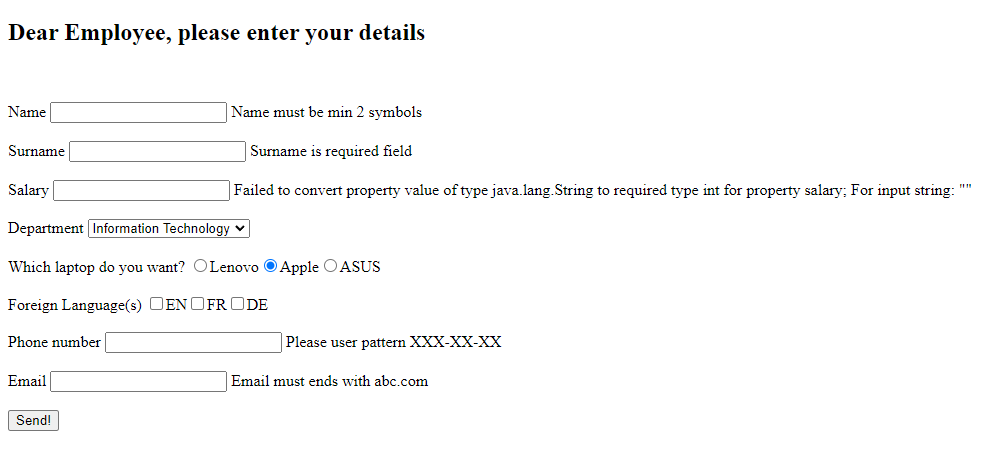 Dear Employee, please enter your details
Name Name must be min 2 symbols
Surname Surname is required field
Salary Failed to convert property value of type java.lang.String to required type int for property salary; For input string: ""
Department Information Technology
Which laptop do you want? Lenovo Apple ASUS
Foreign Language(s) EN FR DE
Phone number Please user pattern XXX-XX-XX
Email Email must ends with abc.com
Send!